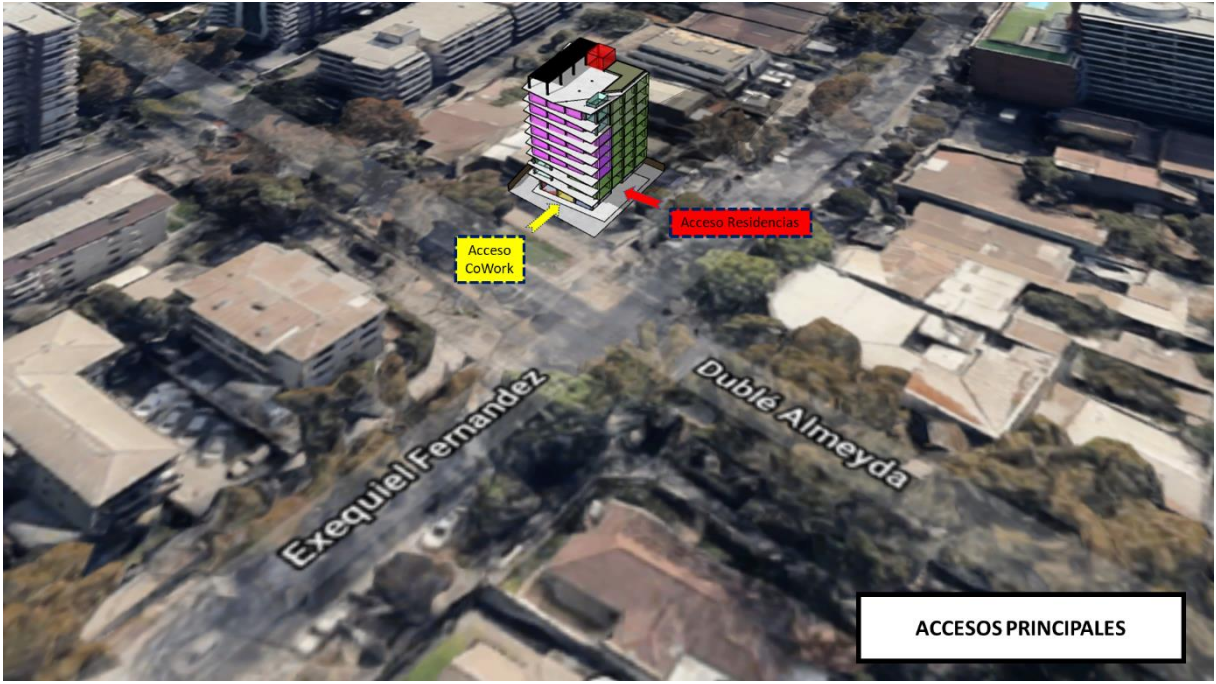 Acceso Residencias
Acceso
CoWork
Exequiel Fernandez
Dublé Almeyda
ACCESOS PRINCIPALES